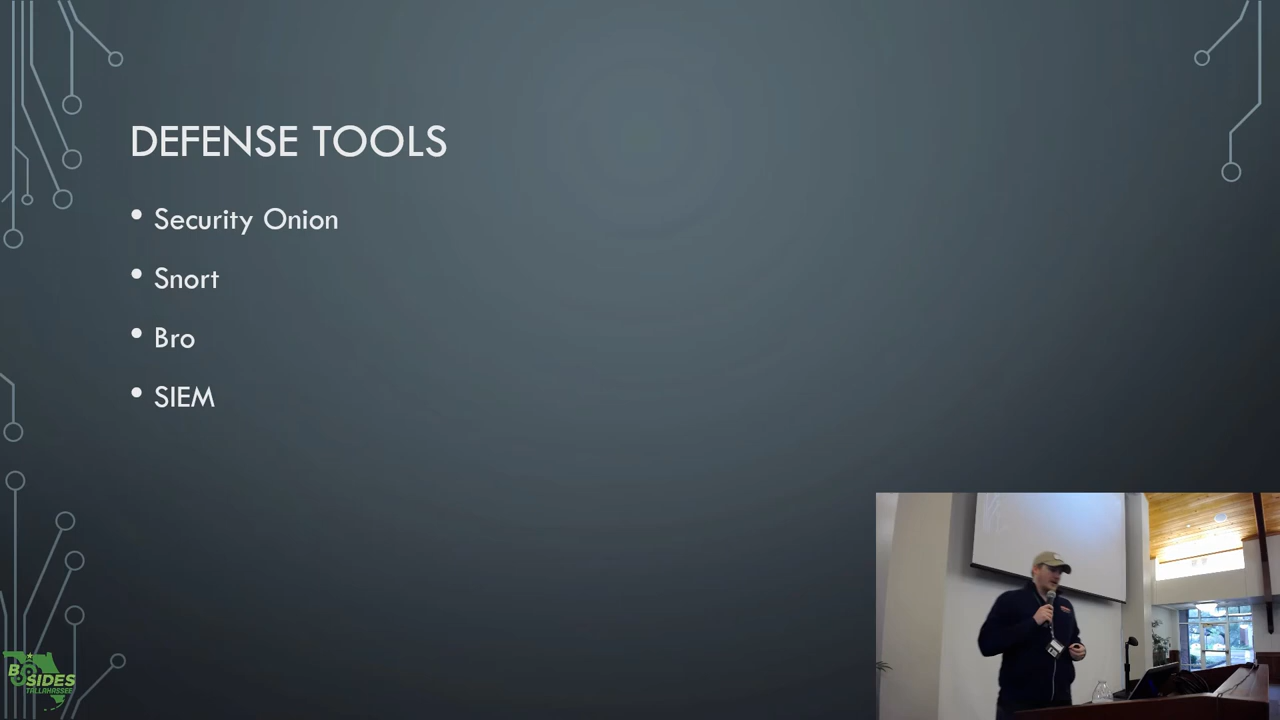 DEFENSE TOOLS
• Security Onion
• Snort
• Bro
• SIEM
BSIDES
TALLAHASSEE